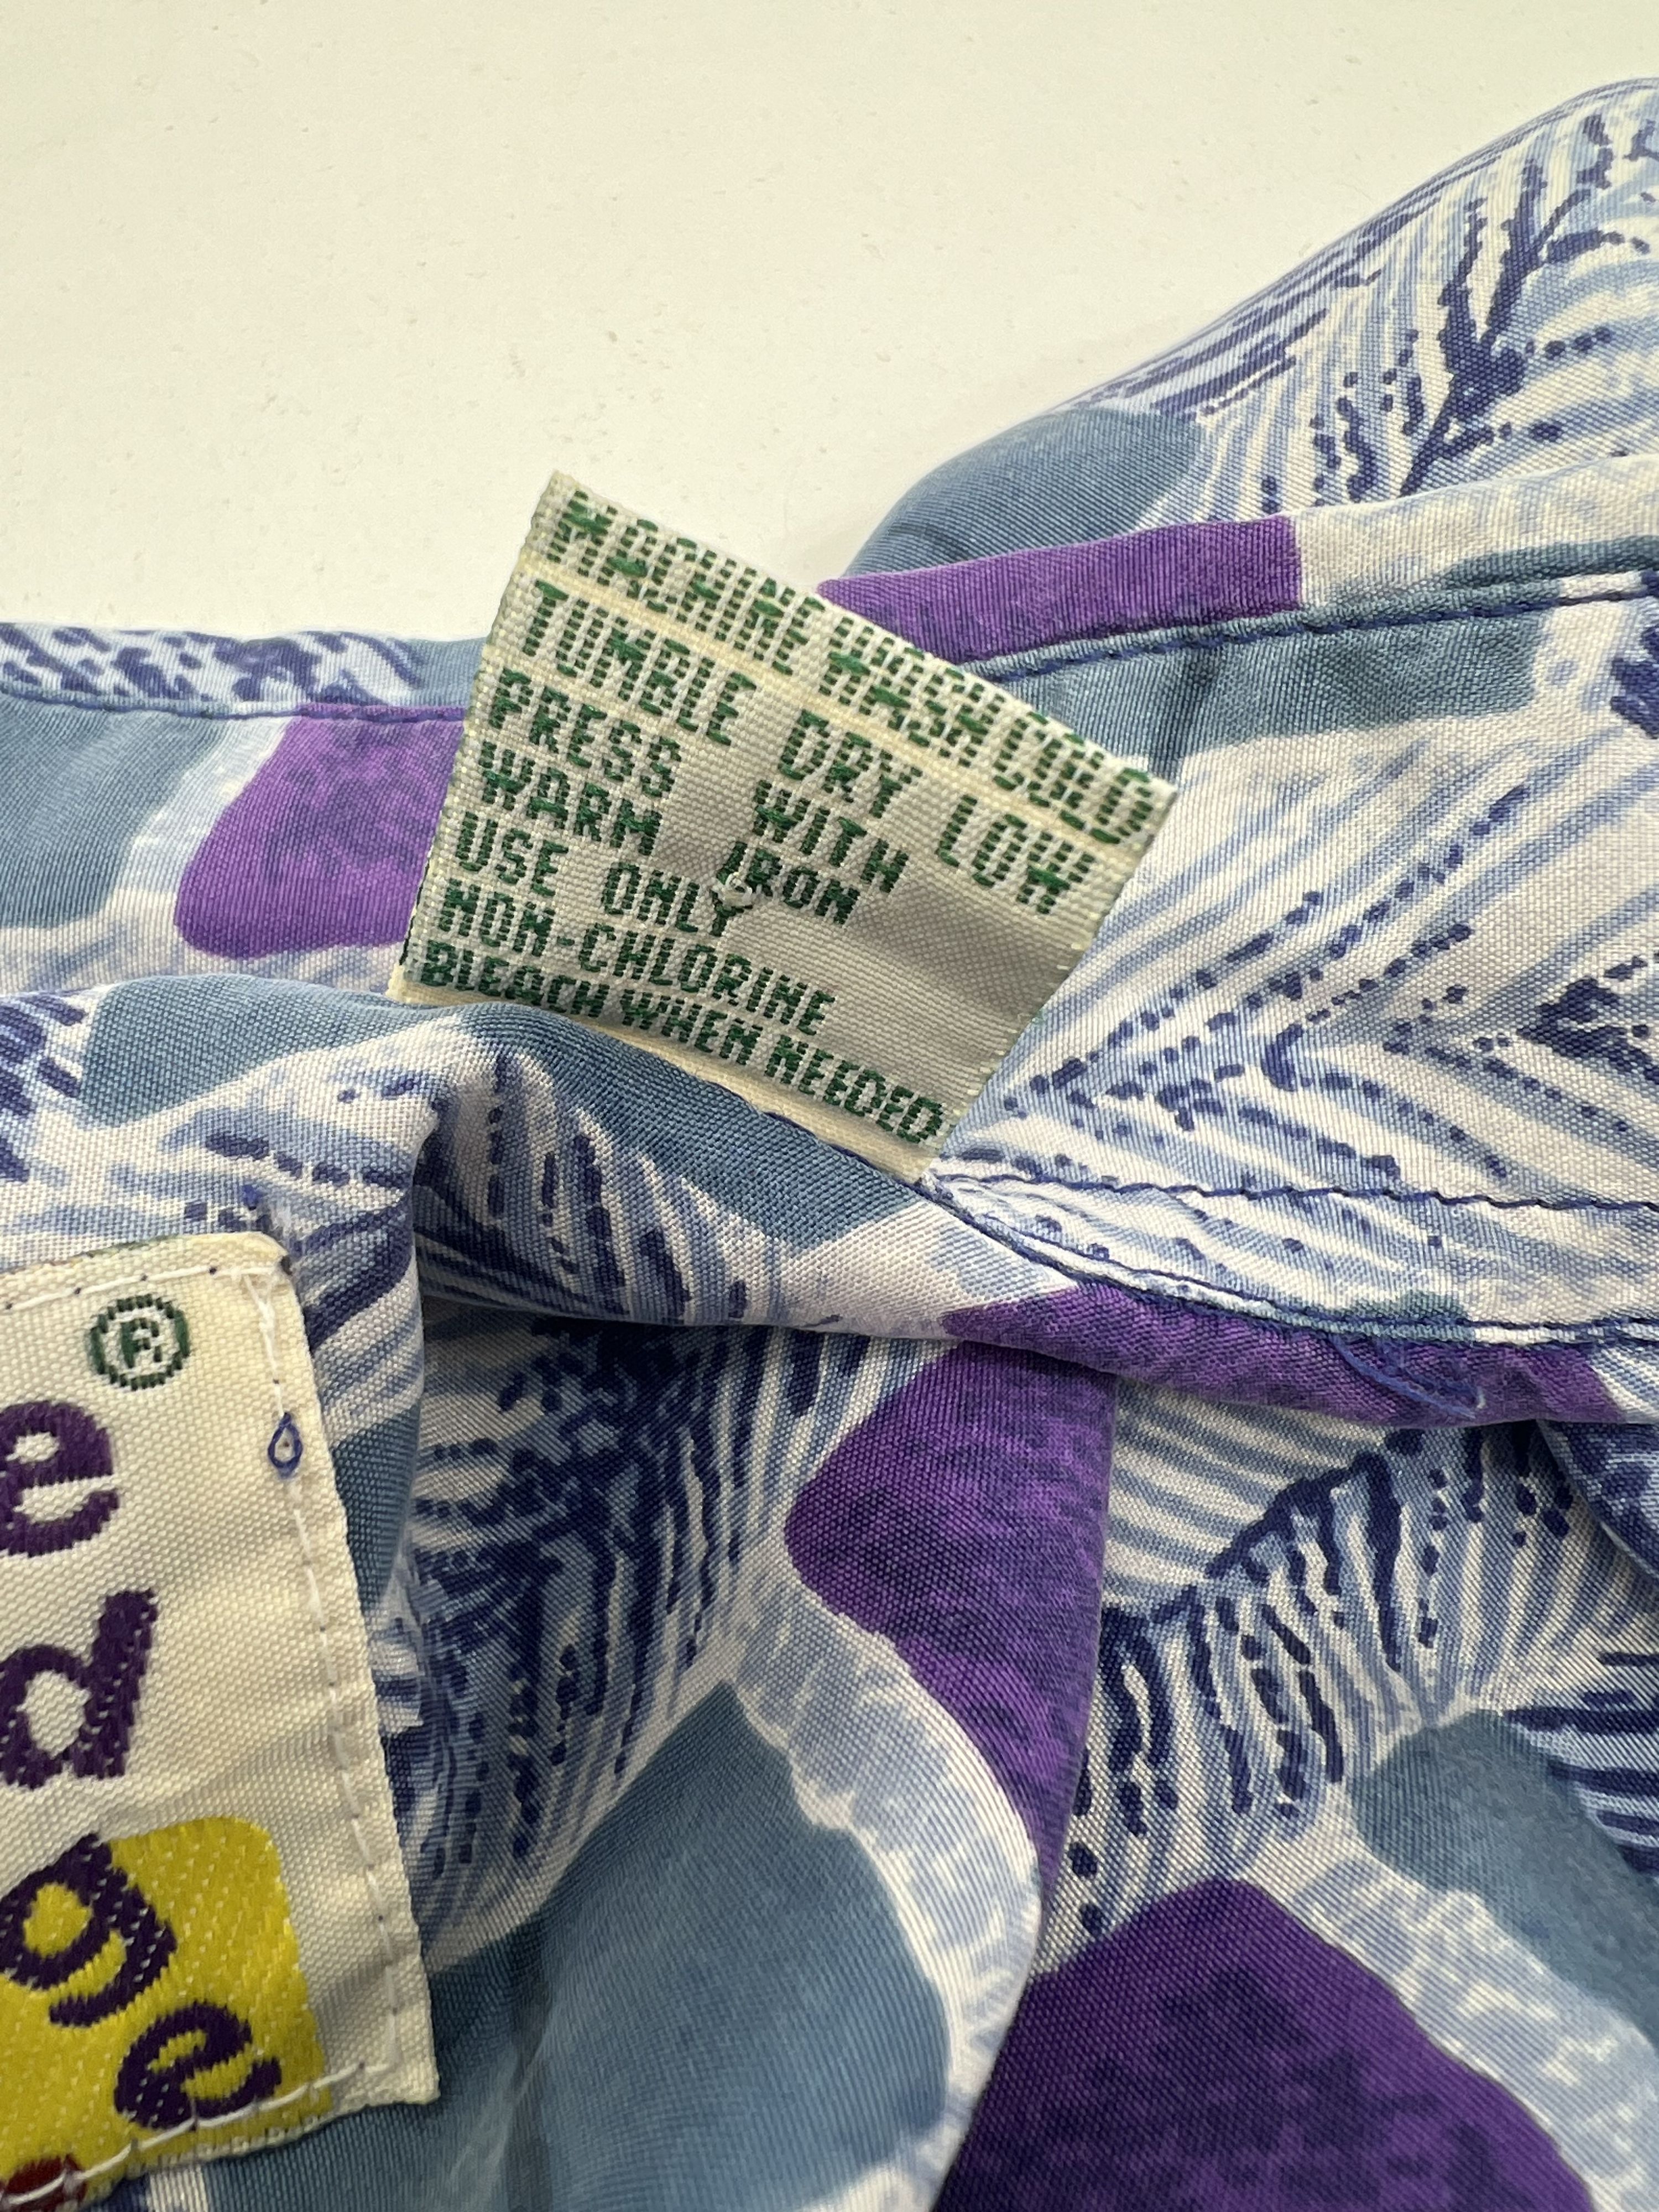 MACHINE WASH COLD
TUMBLE DRY LOW
PRESS WITH
WARM IRON
USE ONLY
NON-CHLORINE
BLEACH WHEN NEEDED
®
e
d
ge